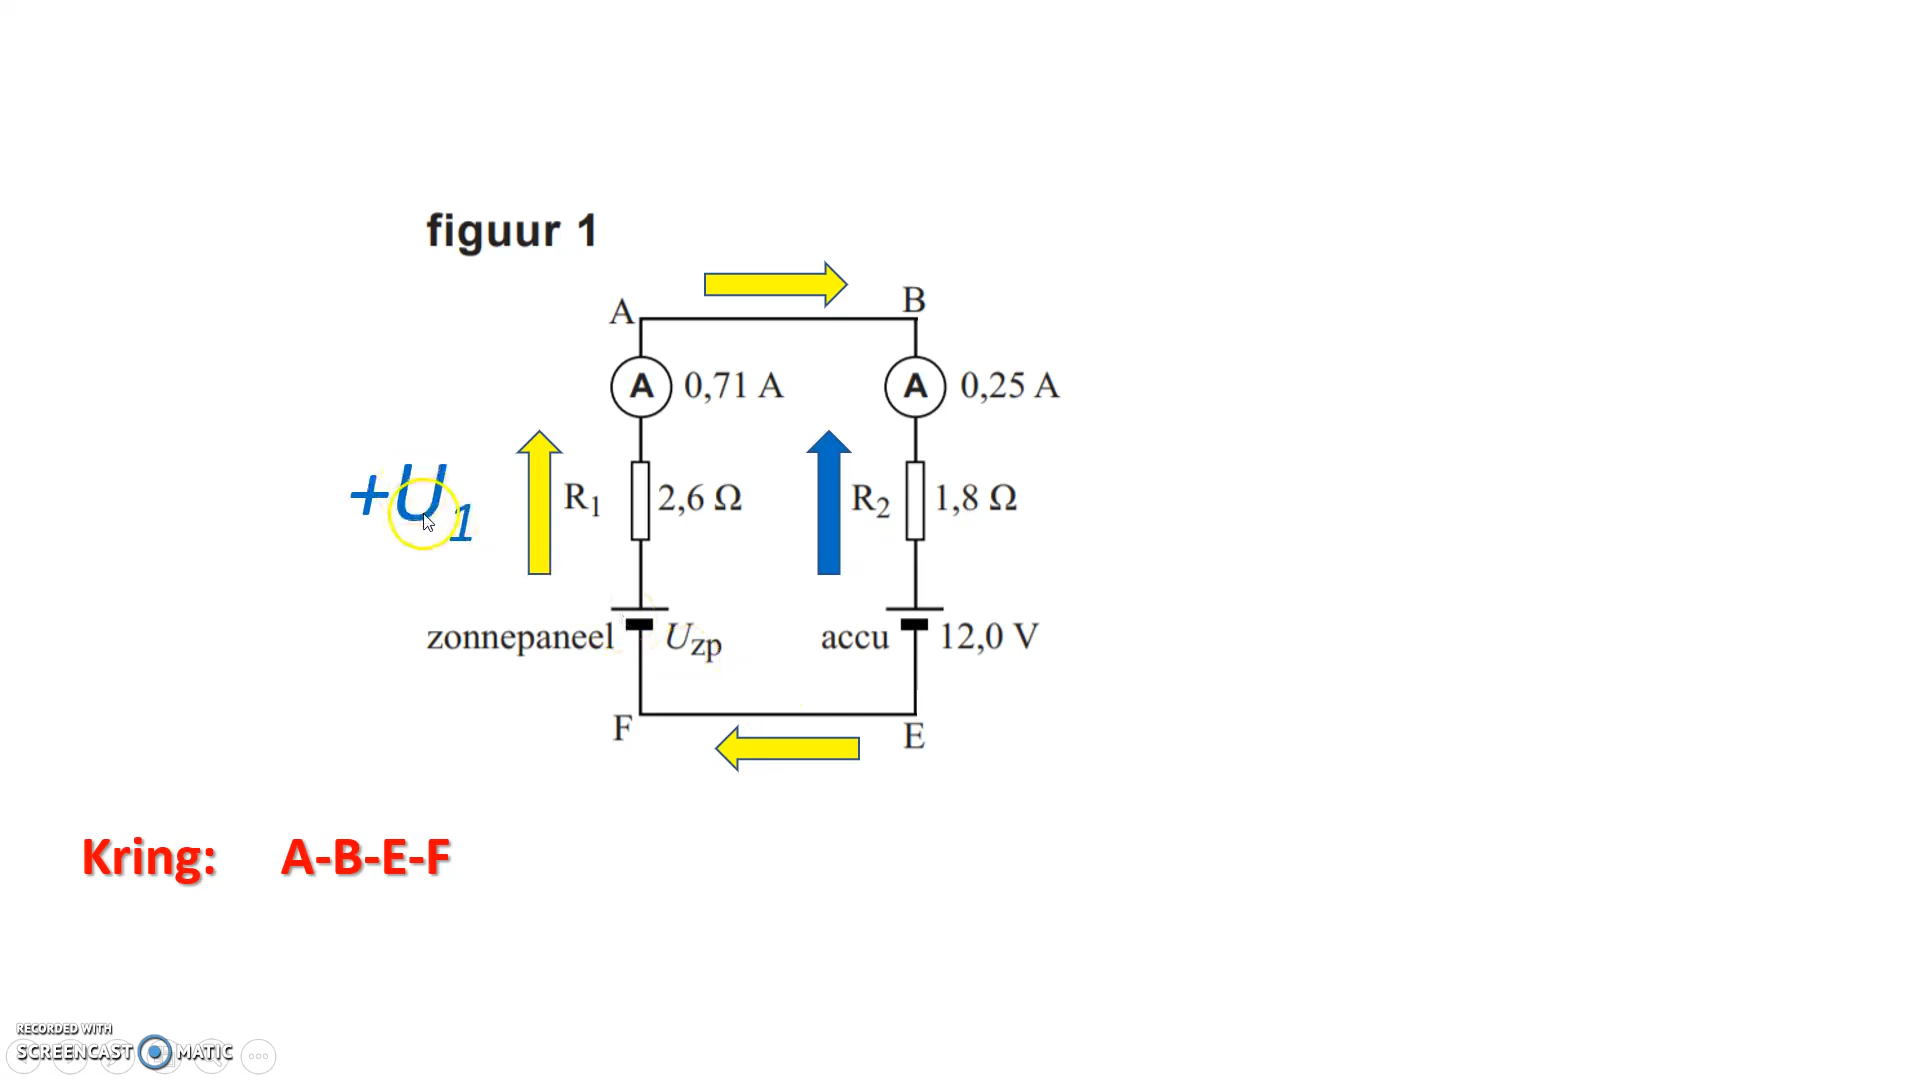 figuur 1
A B
A 0,71 A A 0,25 A
+U1 R1 2,6 Ω R2 1,8 Ω
zonnepaneel Uzp accu 12,0 V
F E
Kring: A-B-E-F
RECORDED WITH
SCREENCAST MATIC